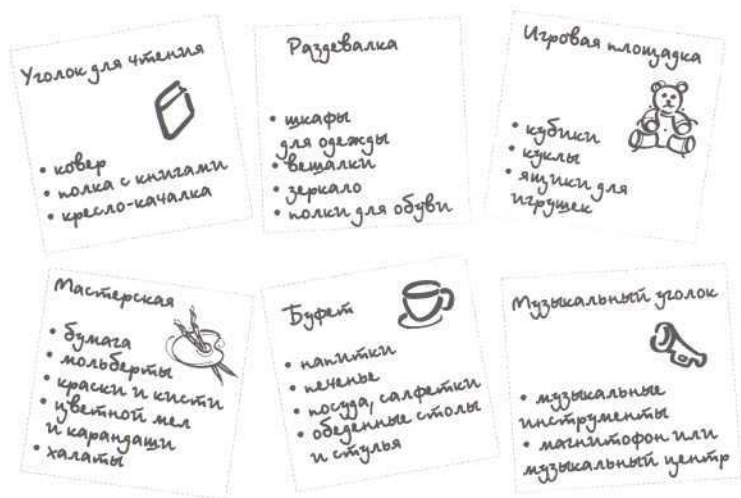 Уголок для чтения
• ковер
• полка с книгами
• кресло-качалка
Раздевалка
• шкафы
для одежды
• вешалки
• зеркало
• полки для обуви
Игровая площадка
• кубики
• куклы
• ящики для
игрушек
Мастерская
• бумага
• мольберты
• краски и кисти
• цветной мел
и карандаши
• халаты
Буфет
• напитки
• печенье
• посуда, салфетки
• обеденные столы
и стулья
Музыкальный уголок
• музыкальные
инструменты
• магнитофон или
музыкальный центр